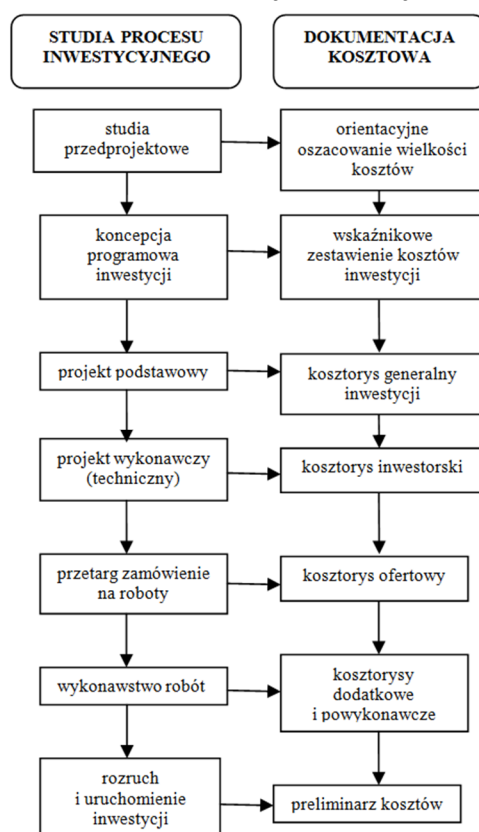 STUDIA PROCESU
INWESTYCYJNEGO
DOKUMENTACJA
KOSZTOWA
studia
przedprojektowe
orientacyjne
oszacowanie wielkości
kosztów
koncepcja
programowa
inwestycji
wskaźnikowe
zestawienie kosztów
inwestycji
projekt podstawowy
kosztorys generalny
inwestycji
projekt wykonawczy
(techniczny)
kosztorys inwestorski
przetarg zamówienie
na roboty
kosztorys ofertowy
wykonawstwo robót
kosztorysy
dodatkowe
i powykonawcze
rozruch
i uruchomienie
inwestycji
preliminarz kosztów